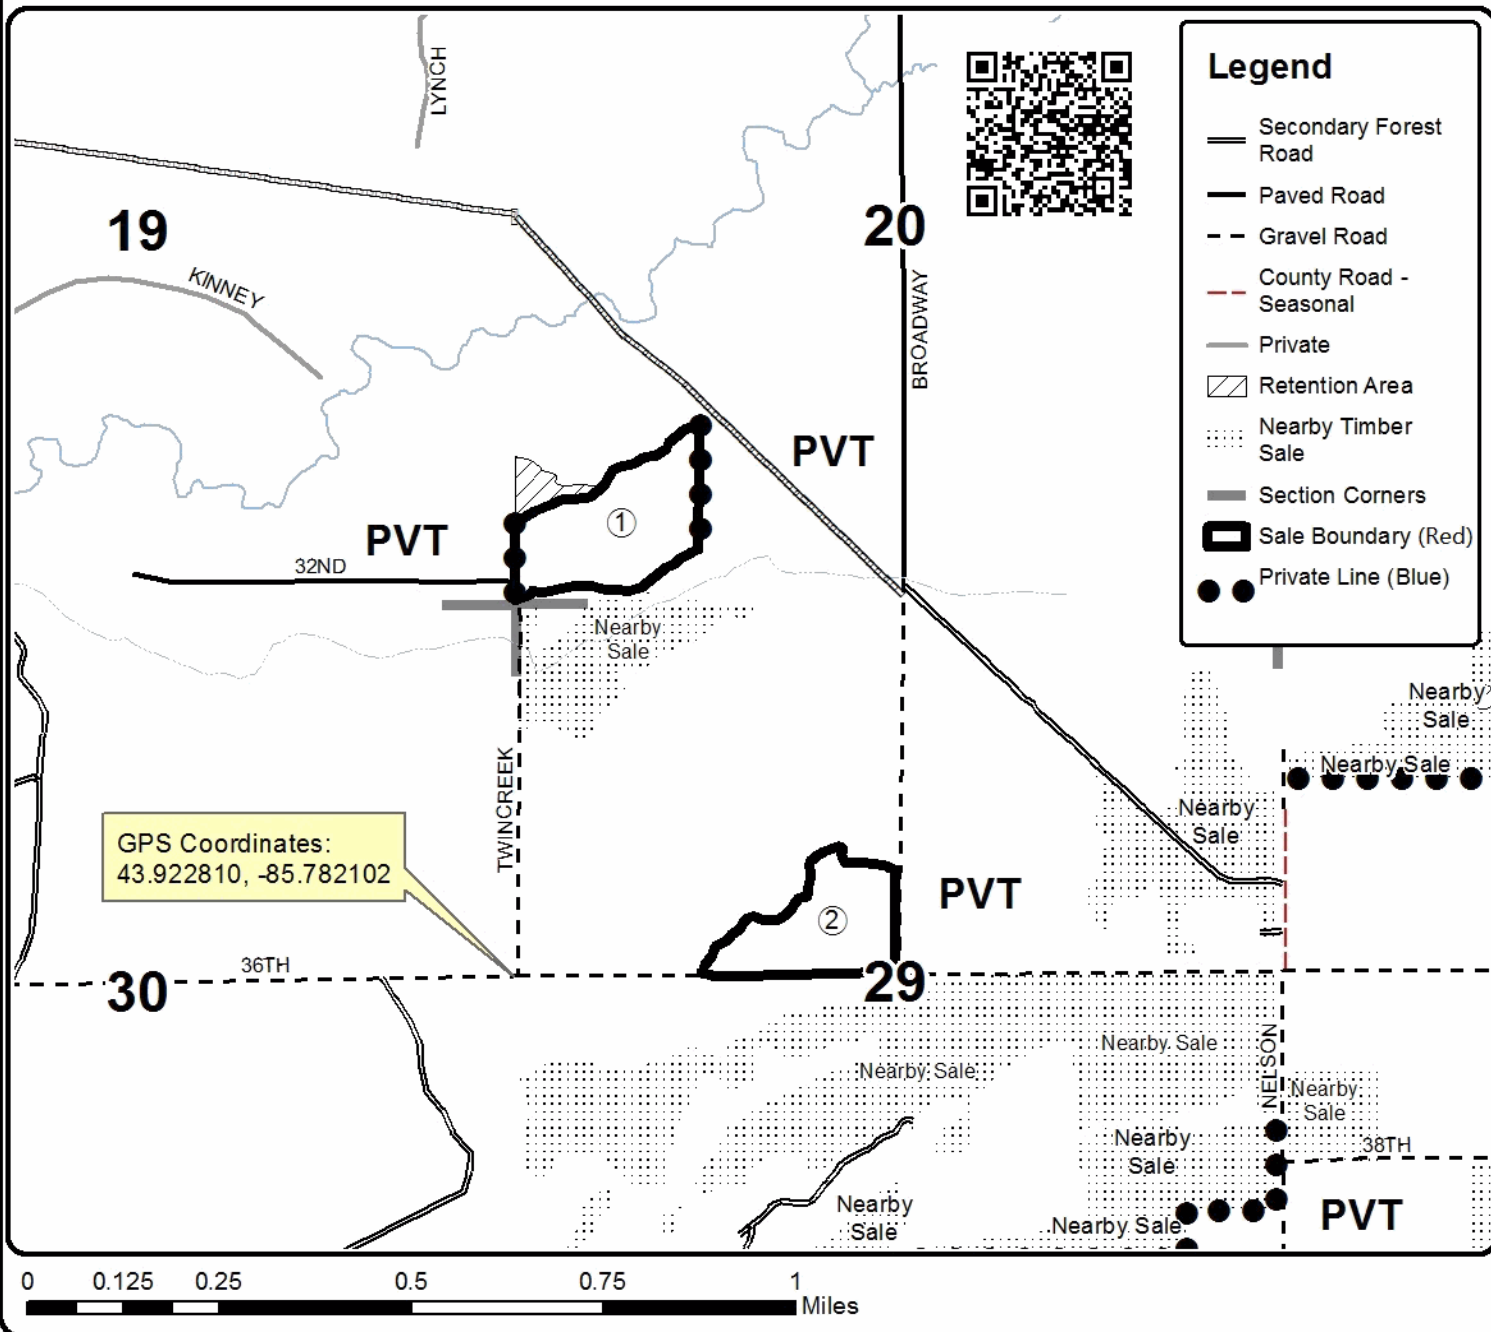 LYNCH
Legend
Secondary Forest
Road
Paved Road
Gravel Road
County Road -
Seasonal
Private
Retention Area
Nearby Timber
Sale
Section Corners
Sale Boundary (Red)
Private Line (Blue)
19
20
KINNEY
BROADWAY
PVT
1
PVT
32ND
Nearby
Sale
Nearby
Sale
Nearby Sale
TWINCREEK
Nearby
Sale
GPS Coordinates:
43.922810, -85.782102
PVT
2
36TH
30
29
NELSON
Nearby Sale
Nearby Sale
Nearby
Sale
Nearby
Sale
38TH
Nearby
Sale
Nearby Sale
PVT
0 0.125 0.25 0.5 0.75 1
Miles